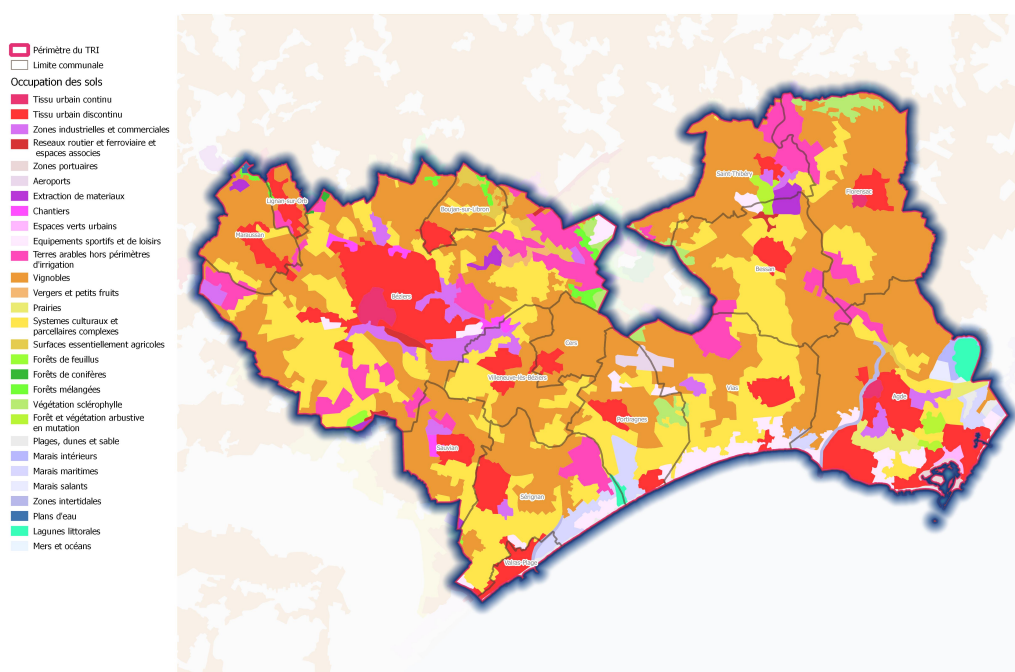 Périmètre du TRI
Limite communale
Occupation des sols
Tissu urbain continu
Tissu urbain discontinu
Zones industrielles et commerciales
Reseaux routier et ferroviaire et
espaces associes
Zones portuaires
Aeroports
Extraction de materiaux
Chantiers
Espaces verts urbains
Equipements sportifs et de loisirs
Terres arables hors périmètres
d'irrigation
Vignobles
Vergers et petits fruits
Prairies
Systemes culturaux et
parcellaires complexes
Surfaces essentiellement agricoles
Forêts de feuillus
Forêts de conifères
Forêts mélangées
Végétation sclérophylle
Forêt et végétation arbustive
en mutation
Plages, dunes et sable
Marais intérieurs
Marais maritimes
Marais salants
Zones intertidales
Plans d'eau
Lagunes littorales
Mers et océans
Saint-Thibéry
Florensac
Lignan-sur-Orb
Boujan-sur-Libron
Maraussan
Bessan
Béziers
Cers
Villeneuve-lès-Béziers
Vias
Agde
Portiragnes
Sauvian
Sérignan
Valras-Plage